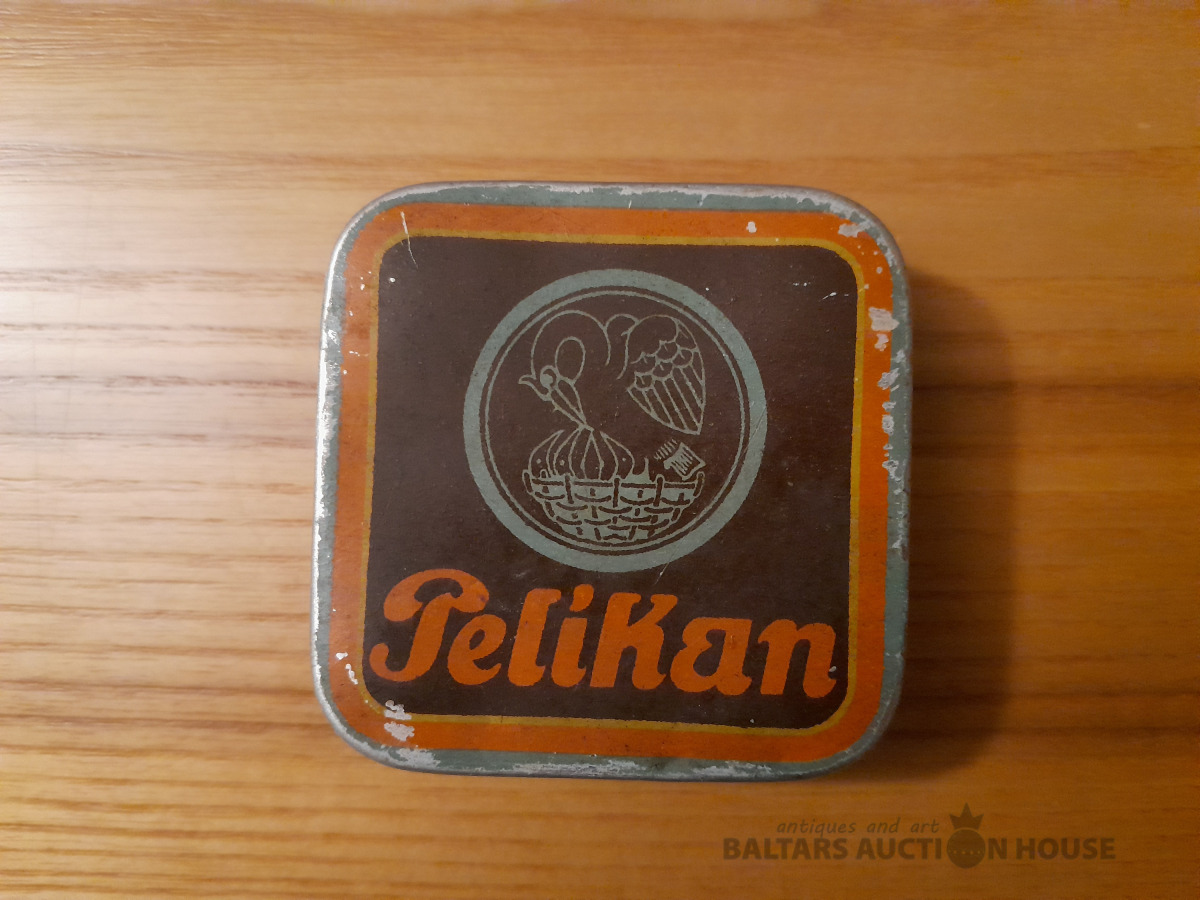 Pelikan
antiques and art
BALTARS AUCTION HOUSE